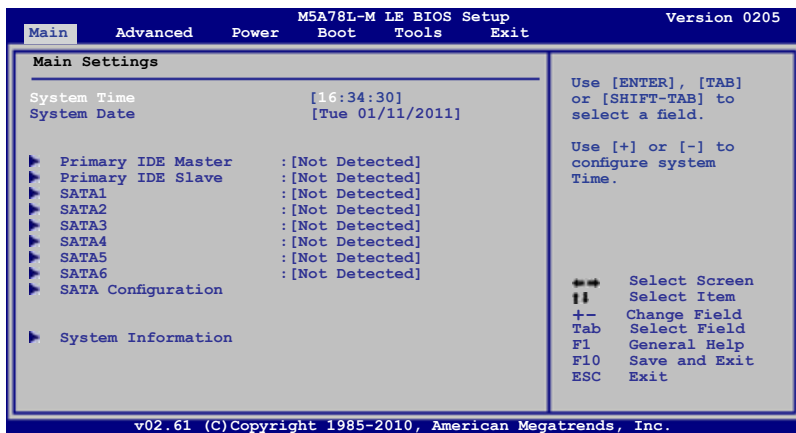 M5A78L-M LE BIOS Setup Version 0205
Main Advanced Power Boot Tools Exit
Main Settings
System Time [16:34:30]
System Date [Tue 01/11/2011]
Primary IDE Master :[Not Detected]
Primary IDE Slave :[Not Detected]
SATA1 :[Not Detected]
SATA2 :[Not Detected]
SATA3 :[Not Detected]
SATA4 :[Not Detected]
SATA5 :[Not Detected]
SATA6 :[Not Detected]
SATA Configuration
System Information
Use [ENTER], [TAB]
or [SHIFT-TAB] to
select a field.
Use [+] or [-] to
configure system
Time.
←→ Select Screen
↑↓ Select Item
+- Change Field
Tab Select Field
F1 General Help
F10 Save and Exit
ESC Exit
v02.61 (C)Copyright 1985-2010, American Megatrends, Inc.